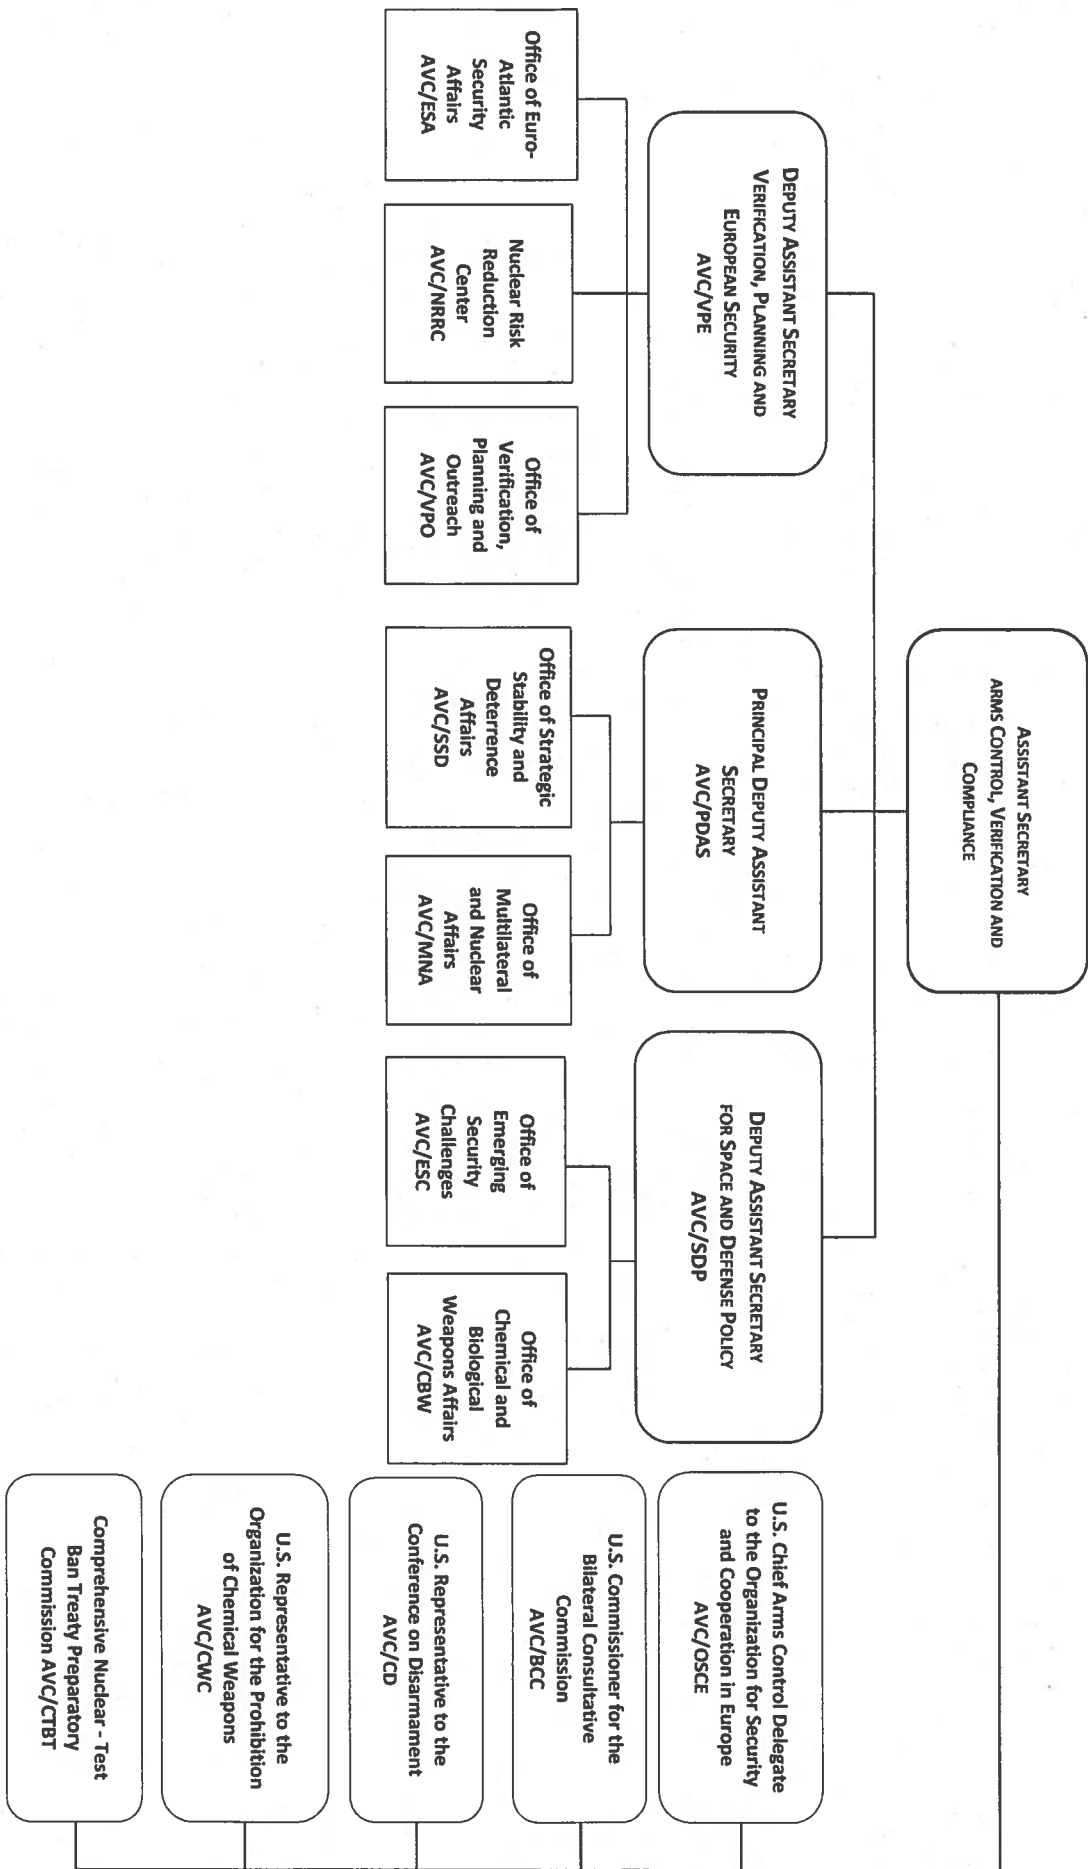 ASSISTANT SECRETARY
ARMS CONTROL, VERIFICATION AND
COMPLIANCE
DEPUTY ASSISTANT SECRETARY
VERIFICATION, PLANNING AND
EUROPEAN SECURITY
AVC/VPE
PRINCIPAL DEPUTY ASSISTANT
SECRETARY
AVC/PDAS
DEPUTY ASSISTANT SECRETARY
FOR SPACE AND DEFENSE POLICY
AVC/SDP
Office of Euro-
Atlantic
Security
Affairs
AVC/ESA
Nuclear Risk
Reduction
Center
AVC/NRRC
Office of
Verification,
Planning and
Outreach
AVC/VPO
Office of Strategic
Stability and
Deterrence
Affairs
AVC/SSD
Office of
Multilateral
and Nuclear
Affairs
AVC/MNA
Office of
Emerging
Security
Challenges
AVC/ESC
Office of
Chemical and
Biological
Weapons Affairs
AVC/CBW
U.S. Chief Arms Control Delegate
to the Organization for Security
and Cooperation in Europe
AVC/OSCE
U.S. Commissioner for the
Bilateral Consultative
Commission
AVC/BCC
U.S. Representative to the
Conference on Disarmament
AVC/CD
U.S. Representative to the
Organization for the Prohibition
of Chemical Weapons
AVC/CWC
Comprehensive Nuclear - Test
Ban Treaty Preparatory
Commission AVC/CTBT